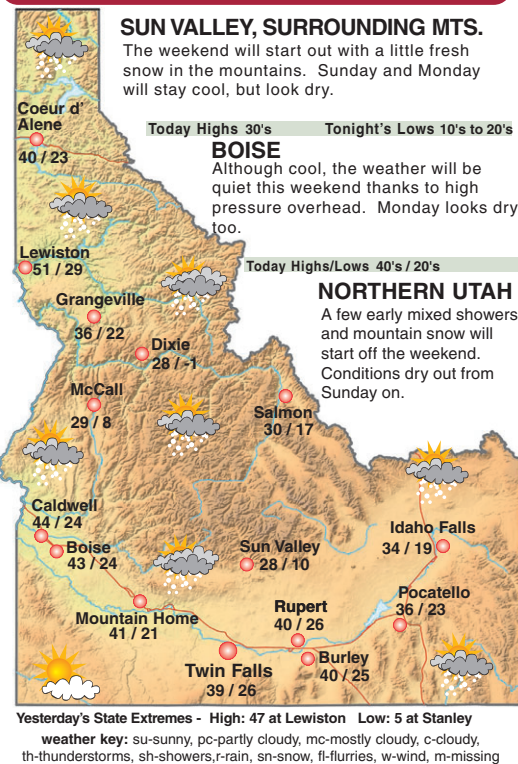 SUN VALLEY, SURROUNDING MTS.
The weekend will start out with a little fresh
snow in the mountains. Sunday and Monday
will stay cool, but look dry.
Today Highs 30's Tonight's Lows 10's to 20's
BOISE
Although cool, the weather will be
quiet this weekend thanks to high
pressure overhead. Monday looks dry
too.
Today Highs/Lows 40's / 20's
NORTHERN UTAH
A few early mixed showers
and mountain snow will
start off the weekend.
Conditions dry out from
Sunday on.
Coeur d'
Alene
40 / 23
Lewiston
51 / 29
Grangeville
36 / 22
Dixie
28 / -1
McCall
29 / 8
Salmon
30 / 17
Caldwell
44 / 24
Boise
43 / 24
Sun Valley
28 / 10
Idaho Falls
34 / 19
Mountain Home
41 / 21
Rupert
40 / 26
Pocatello
36 / 23
Twin Falls
39 / 26
Burley
40 / 25
Yesterday's State Extremes - High: 47 at Lewiston Low: 5 at Stanley
weather key: su-sunny, pc-partly cloudy, mc-mostly cloudy, c-cloudy,
th-thunderstorms, sh-showers,r-rain, sn-snow, fl-flurries, w-wind, m-missing